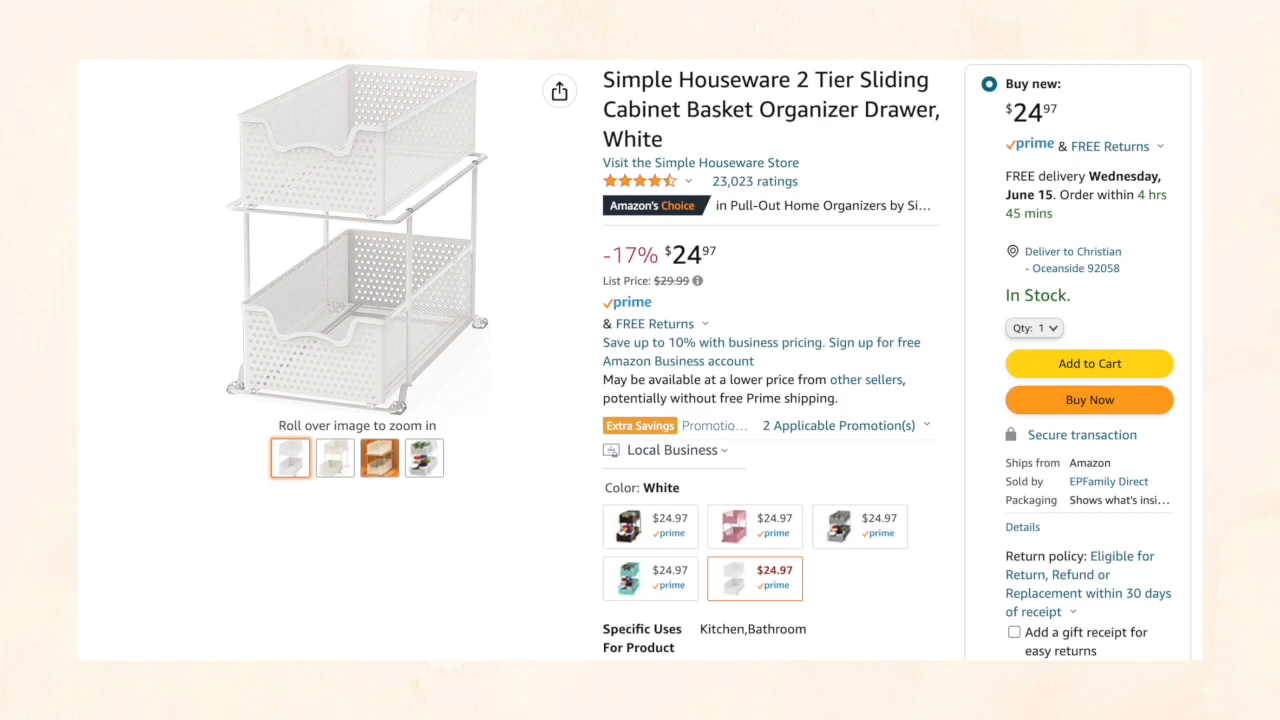 Simple Houseware 2 Tier Sliding
Cabinet Basket Organizer Drawer,
White
Visit the Simple Houseware Store
23,023 ratings
Amazon's Choice in Pull-Out Home Organizers by Si...
-17% $24 97
List Price: $29.99
prime
& FREE Returns
Save up to 10% with business pricing. Sign up for free
Amazon Business account
May be available at a lower price from other sellers,
potentially without free Prime shipping.
Extra Savings Promotio... 2 Applicable Promotion(s)
Local Business
Roll over image to zoom in
Color: White
$24.97 $24.97 $24.97
prime prime prime
$24.97 $24.97
prime prime
Specific Uses Kitchen,Bathroom
For Product
Buy new:
$24 97
prime & FREE Returns
FREE delivery Wednesday,
June 15. Order within 4 hrs
45 mins
Deliver to Christian
- Oceanside 92058
In Stock.
Qty: 1
Add to Cart
Buy Now
Secure transaction
Ships from Amazon
Sold by EPFamily Direct
Packaging Shows what's insi...
Details
Return policy: Eligible for
Return, Refund or
Replacement within 30 days
of receipt
Add a gift receipt for
easy returns